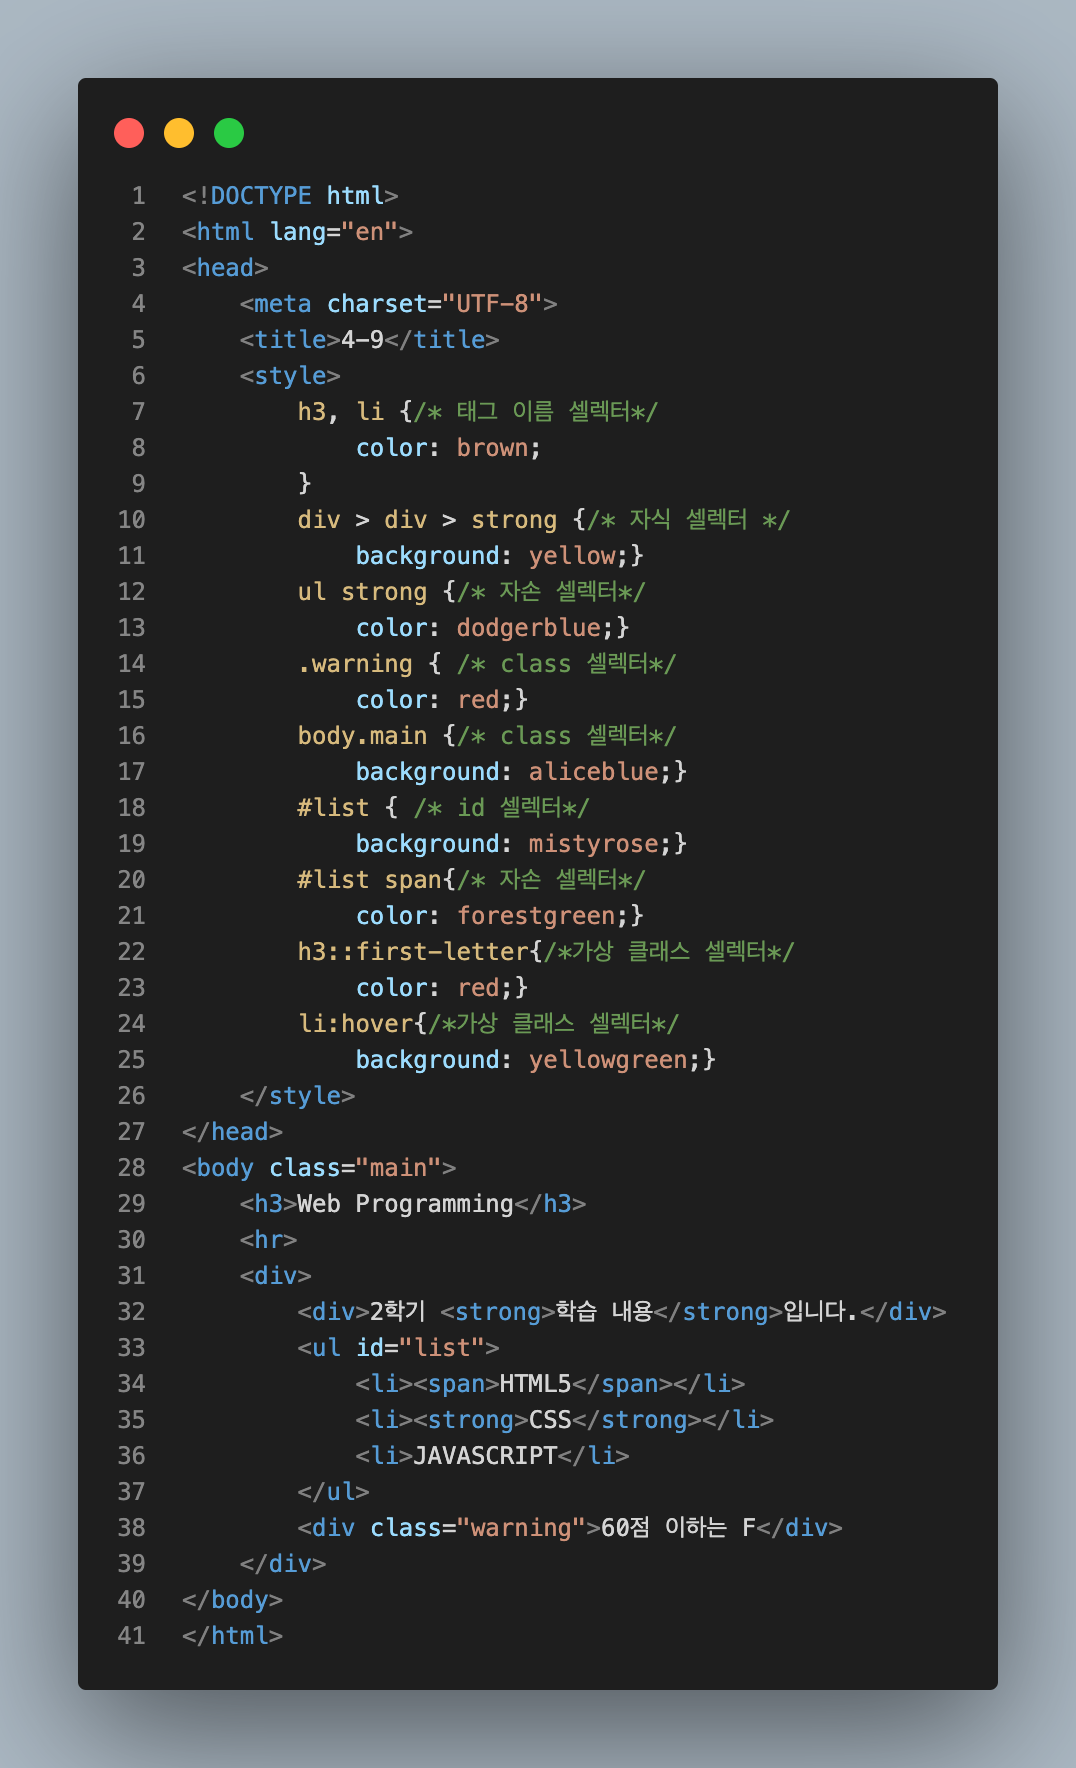 1 <!DOCTYPE html>
2 <html lang="en">
3 <head>
4     <meta charset="UTF-8">
5     <title>4-9</title>
6     <style>
7         h3, li {/* 태그 이름 셀렉터*/
8             color: brown;
9         }
10         div > div > strong {/* 자식 셀렉터 */
11             background: yellow;}
12         ul strong {/* 자손 셀렉터*/
13             color: dodgerblue;}
14         .warning { /* class 셀렉터*/
15             color: red;}
16         body.main {/* class 셀렉터*/
17             background: aliceblue;}
18         #list { /* id 셀렉터*/
19             background: mistyrose;}
20         #list span{/* 자손 셀렉터*/
21             color: forestgreen;}
22         h3::first-letter{/*가상 클래스 셀렉터*/
23             color: red;}
24         li:hover{/*가상 클래스 셀렉터*/
25             background: yellowgreen;}
26     </style>
27 </head>
28 <body class="main">
29     <h3>Web Programming</h3>
30     <hr>
31     <div>
32         <div>2학기 <strong>학습 내용</strong>입니다.</div>
33         <ul id="list">
34             <li><span>HTML5</span></li>
35             <li><strong>CSS</strong></li>
36             <li>JAVASCRIPT</li>
37         </ul>
38         <div class="warning">60점 이하는 F</div>
39     </div>
40 </body>
41 </html>